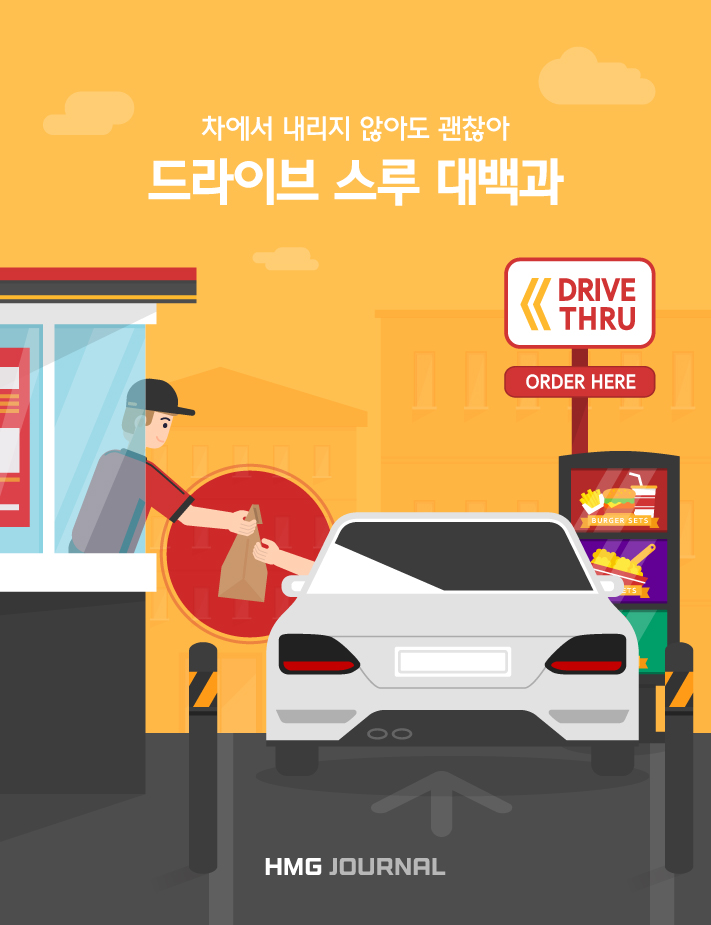 차에서 내리지 않아도 괜찮아
드라이브 스루 대백과
DRIVE
THRU
ORDER HERE
BURGER SETS
HMG JOURNAL